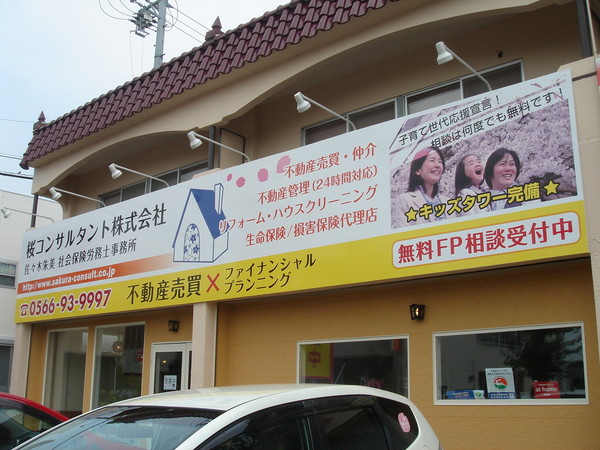 桜コンサルタント株式会社
佐々木朱美 社会保険労務士事務所
http://www.sakura-consult.co.jp
☎0566-93-9997
不動産売買・仲介
不動産管理(24時間対応)
リフォーム・ハウスクリーニング
生命保険/損害保険代理店
不動産売買×ファイナンシャル
プランニング
子育て世代応援宣言!
相談は何度でも無料です!
★キッズタワー完備★
無料FP相談受付中
at home